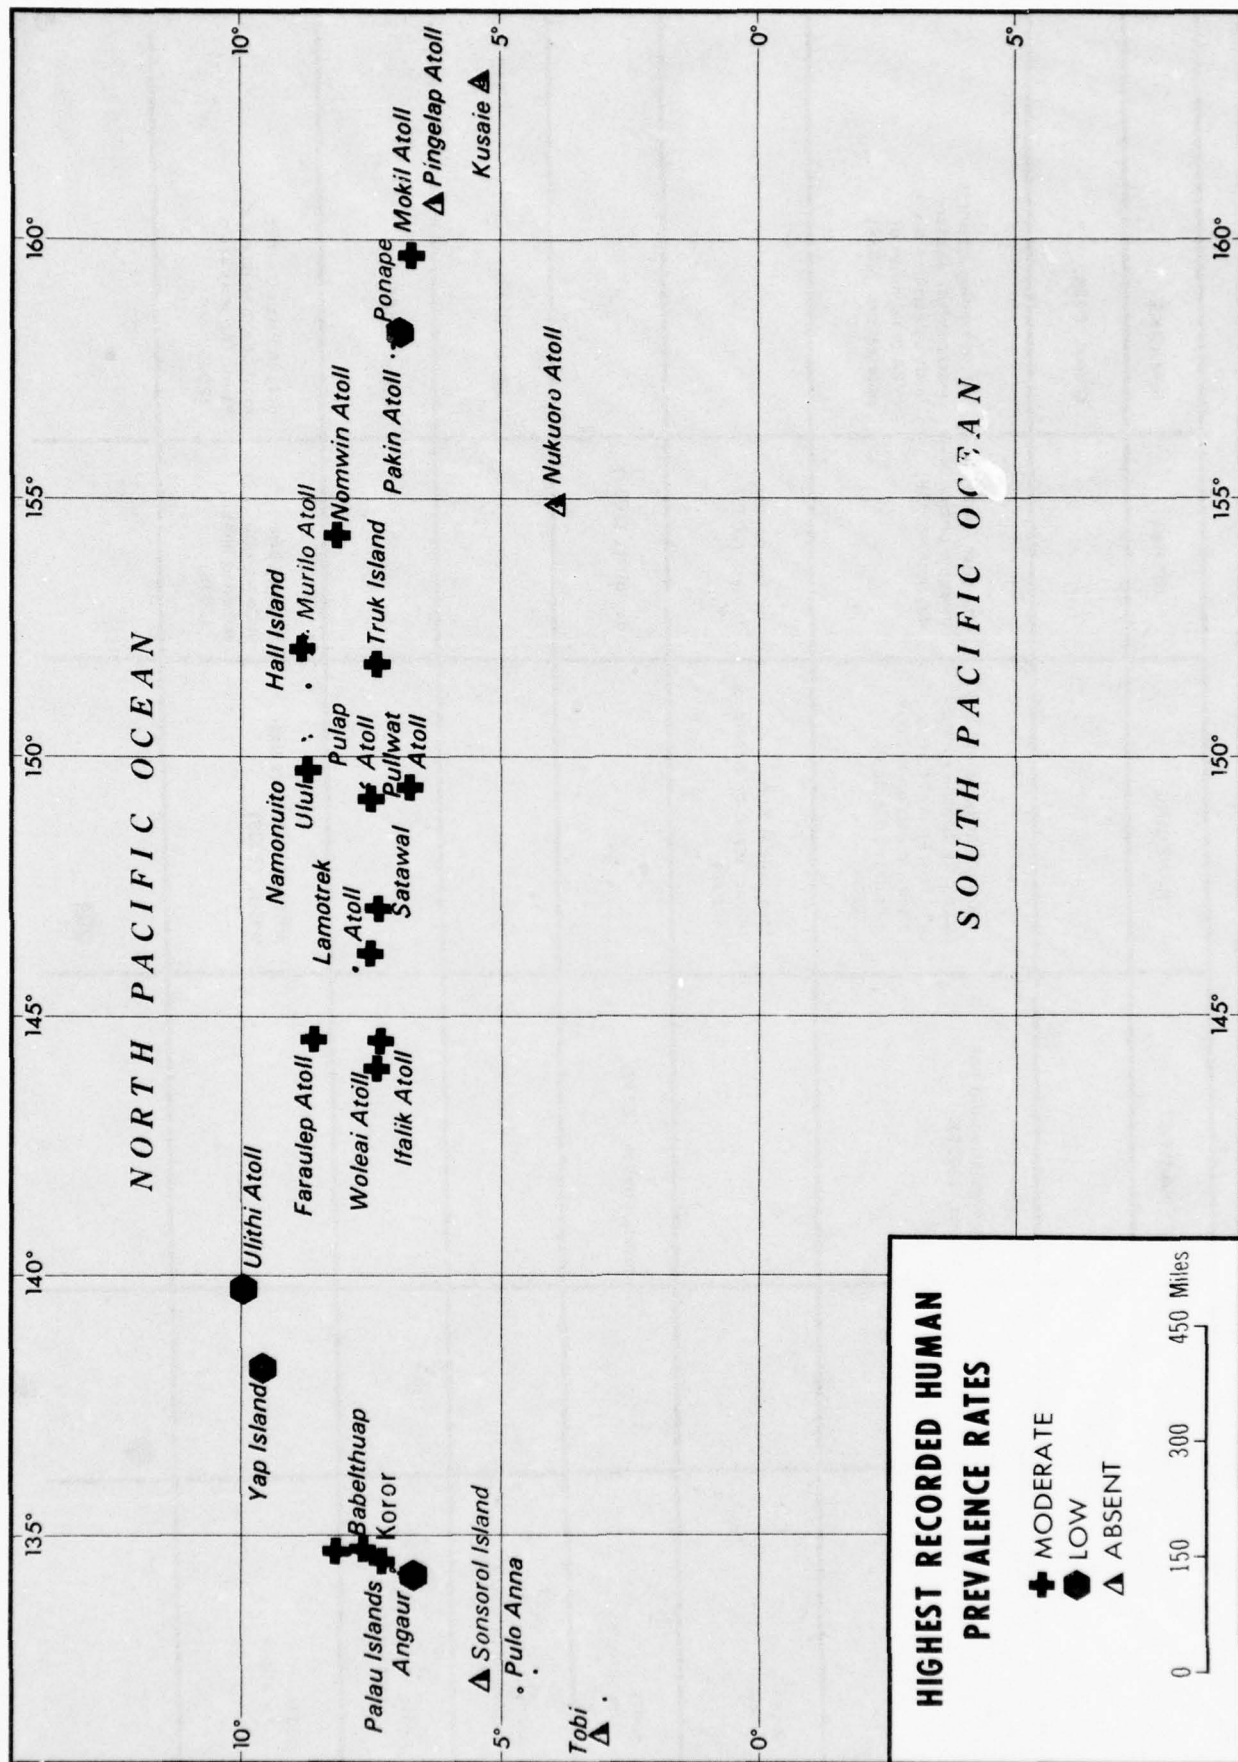 135°
140°
145°
150°
155°
160°
10°
10°
NORTH PACIFIC OCEAN
Ulithi Atoll
Yap Island
Namonuito
Ulul
Hall Island
Murilo Atoll
Nomwin Atoll
Faraulep Atoll
Lamotrek
Atoll
Pulap
Atoll
Truk Island
Woleai Atoll
Ifalik Atoll
Satawal
Pullwat
Atoll
Pakin Atoll
Ponape
Mokil Atoll
Pingelap Atoll
Babelthuap
Koror
Palau Islands
Angaur
Kusaie
Sonsorol Island
5°
5°
Pulo Anna
Nukuoro Atoll
Tobi
0°
0°
SOUTH PACIFIC OCEAN
5°
HIGHEST RECORDED HUMAN
PREVALENCE RATES
MODERATE
LOW
ABSENT
0 150 300 450 Miles
145°
150°
155°
160°